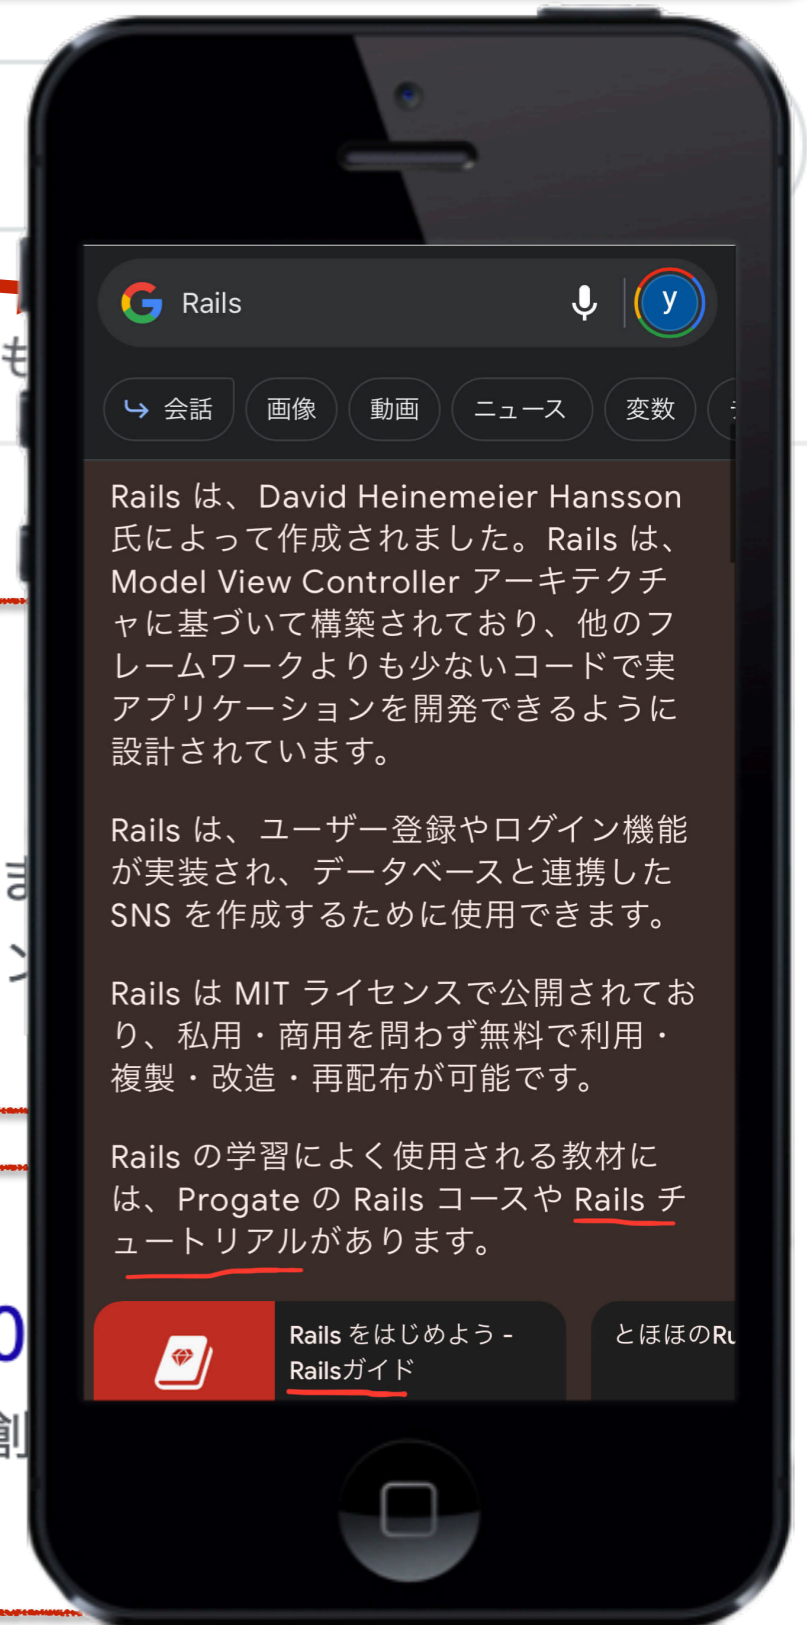 も
ま
ン
0
創
Rails
y
会話
画像
動画
ニュース
変数
Rails は、David Heinemeier Hansson
氏によって作成されました。Rails は、
Model View Controller アーキテクチ
ャに基づいて構築されており、他のフ
レームワークよりも少ないコードで実
アプリケーションを開発できるように
設計されています。
Rails は、ユーザー登録やログイン機能
が実装され、データベースと連携した
SNS を作成するために使用できます。
Rails は MIT ライセンスで公開されてお
り、私用・商用を問わず無料で利用・
複製・改造・再配布が可能です。
Rails の学習によく使用される教材に
は、Progate の Rails コースや Rails チ
ュートリアルがあります。
Rails をはじめよう -
Railsガイド
とほほのRu